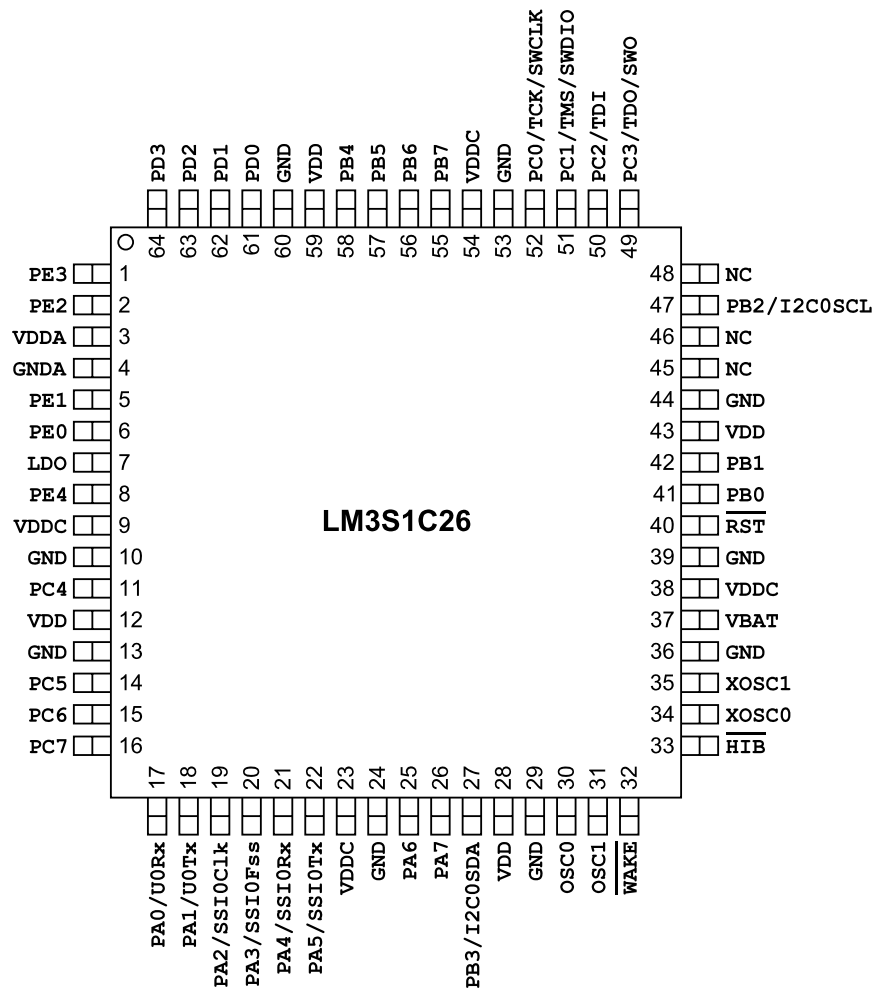 PD3
PD2
PD1
PD0
GND
VDD
PB4
PB5
PB6
PB7
VDDC
GND
PC0/TCK/SWCLK
PC1/TMS/SWDIO
PC2/TDI
PC3/TDO/SWO
64
63
62
61
60
59
58
57
56
55
54
53
52
51
50
49
PE3 1
PE2 2
VDDA 3
GNDA 4
PE1 5
PE0 6
LDO 7
PE4 8
VDDC 9
GND 10
PC4 11
VDD 12
GND 13
PC5 14
PC6 15
PC7 16
LM3S1C26
48 NC
47 PB2/I2C0SCL
46 NC
45 NC
44 GND
43 VDD
42 PB1
41 PB0
40 RST
39 GND
38 VDDC
37 VBAT
36 GND
35 XOSC1
34 XOSC0
33 HIB
17
18
19
20
21
22
23
24
25
26
27
28
29
30
31
32
PA0/U0Rx
PA1/U0Tx
PA2/SSI0Clk
PA3/SSI0Fss
PA4/SSI0Rx
PA5/SSI0Tx
VDDC
GND
PA6
PA7
PB3/I2C0SDA
VDD
GND
OSC0
OSC1
WAKE